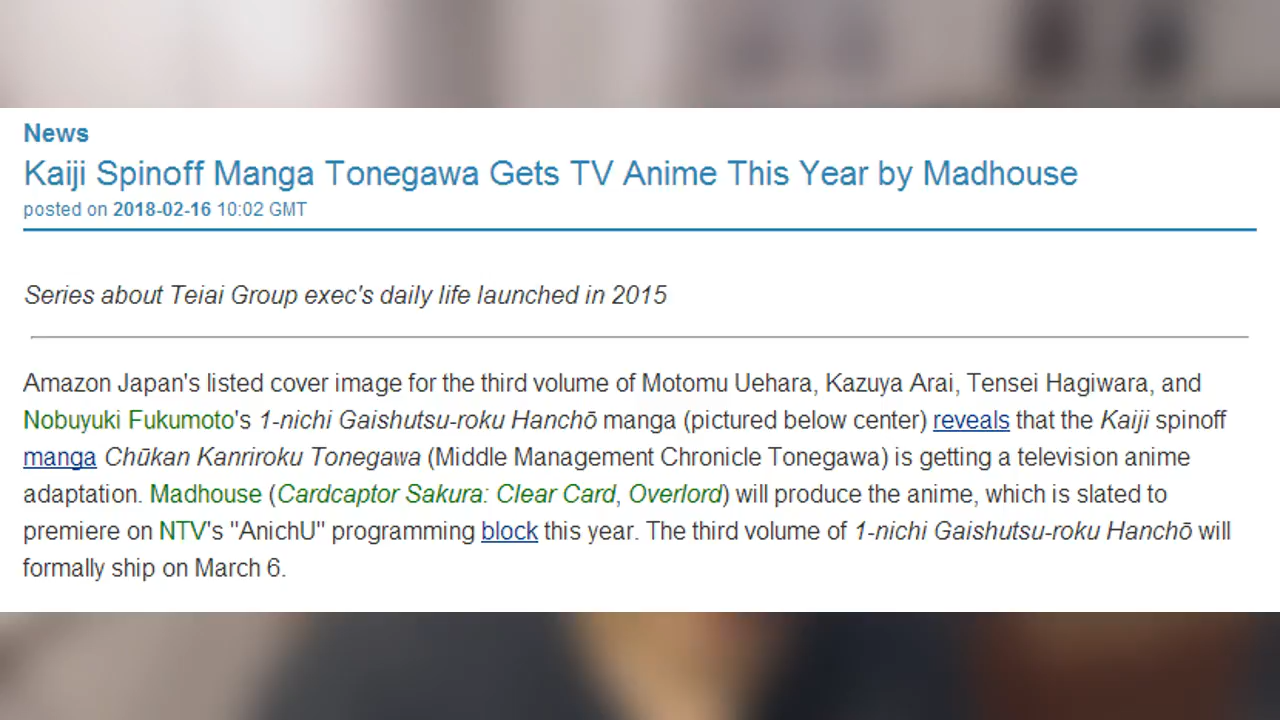 News
Kaiji Spinoff Manga Tonegawa Gets TV Anime This Year by Madhouse
posted on 2018-02-16 10:02 GMT
Series about Teiai Group exec's daily life launched in 2015
Amazon Japan's listed cover image for the third volume of Motomu Uehara, Kazuya Arai, Tensei Hagiwara, and
Nobuyuki Fukumoto's 1-nichi Gaishutsu-roku Hanchō manga (pictured below center) reveals that the Kaiji spinoff
manga Chūkan Kanriroku Tonegawa (Middle Management Chronicle Tonegawa) is getting a television anime
adaptation. Madhouse (Cardcaptor Sakura: Clear Card, Overlord) will produce the anime, which is slated to
premiere on NTV's "AnichU" programming block this year. The third volume of 1-nichi Gaishutsu-roku Hanchō will
formally ship on March 6.